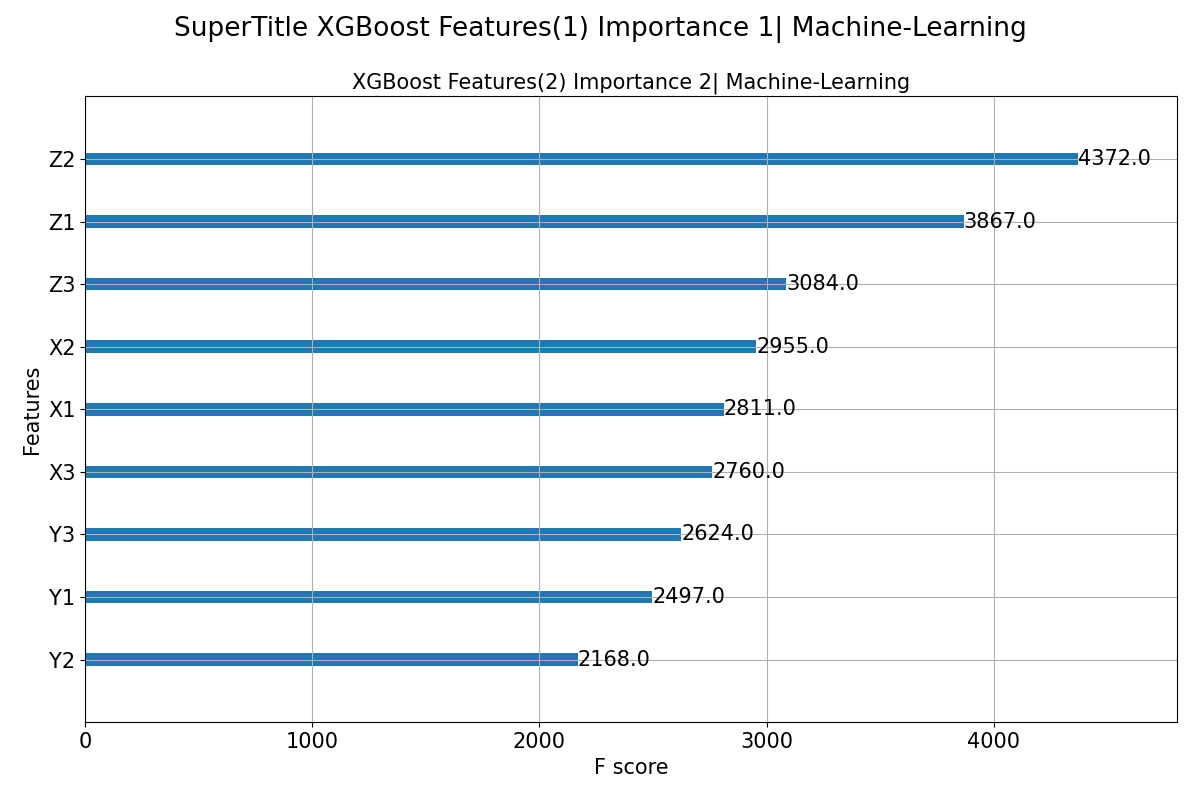 SuperTitle XGBoost Features(1) Importance 1| Machine-Learning
XGBoost Features(2) Importance 2| Machine-Learning
Features
Z2
4372.0
Z1
3867.0
Z3
3084.0
X2
2955.0
X1
2811.0
X3
2760.0
Y3
2624.0
Y1
2497.0
Y2
2168.0
0 1000 2000 3000 4000
F score